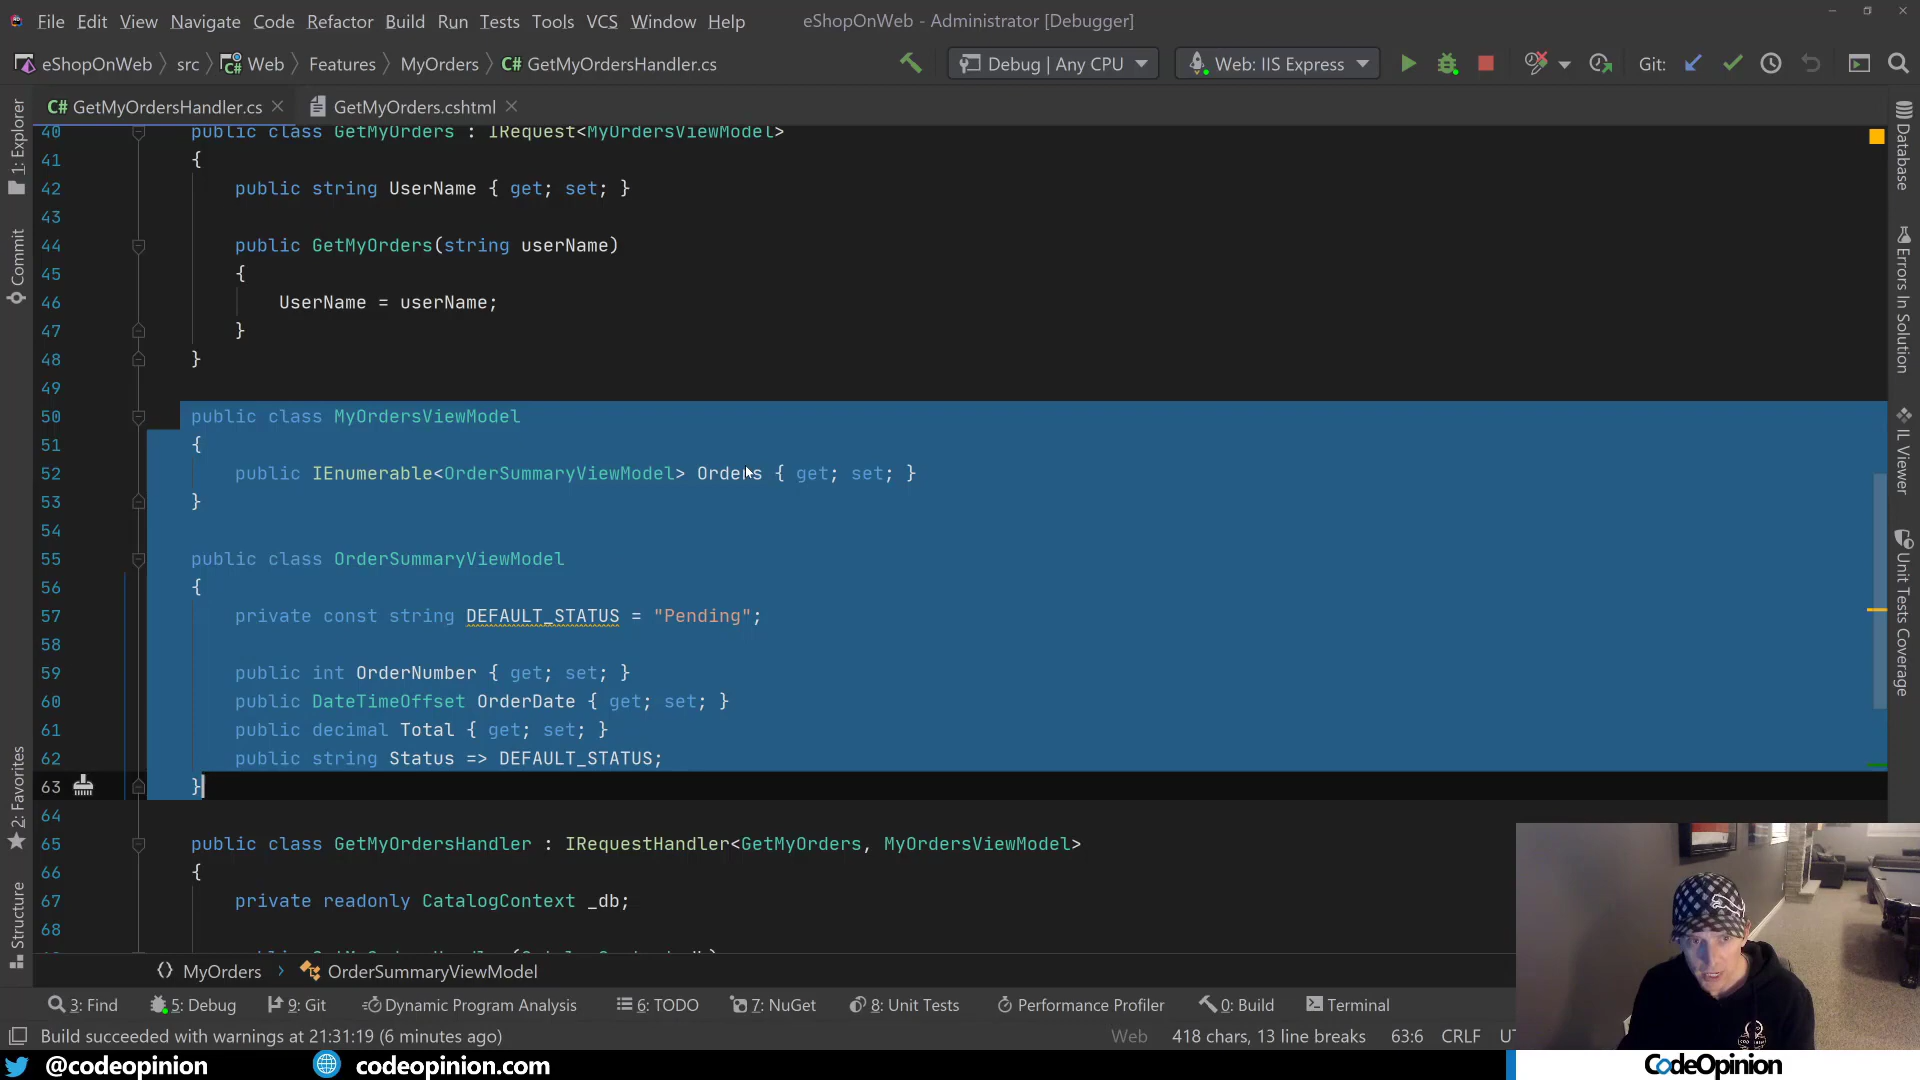 File Edit View Navigate Code Refactor Build Run Tests Tools VCS Window Help eShopOnWeb - Administrator [Debugger]
eShopOnWeb src Web Features MyOrders C# GetMyOrdersHandler.cs Debug | Any CPU Web: IIS Express Git:
C# GetMyOrdersHandler.cs GetMyOrders.cshtml
1: Explorer
Commit
2: Favorites
Structure
40 public class GetMyOrders : IRequest<MyOrdersViewModel>
41 {
42 public string UserName { get; set; }
43
44 public GetMyOrders(string userName)
45 {
46 UserName = userName;
47 }
48 }
49
50 public class MyOrdersViewModel
51 {
52 public IEnumerable<OrderSummaryViewModel> Orders { get; set; }
53 }
54
55 public class OrderSummaryViewModel
56 {
57 private const string DEFAULT_STATUS = "Pending";
58
59 public int OrderNumber { get; set; }
60 public DateTimeOffset OrderDate { get; set; }
61 public decimal Total { get; set; }
62 public string Status => DEFAULT_STATUS;
63 }
64
65 public class GetMyOrdersHandler : IRequestHandler<GetMyOrders, MyOrdersViewModel>
66 {
67 private readonly CatalogContext _db;
68
Database
Errors In Solution
IL Viewer
Unit Tests Coverage
MyOrders OrderSummaryViewModel
3: Find 5: Debug 9: Git Dynamic Program Analysis 6: TODO 7: NuGet 8: Unit Tests Performance Profiler 0: Build Terminal
Build succeeded with warnings at 21:31:19 (6 minutes ago) Web 418 chars, 13 line breaks 63:6 CRLF
@codeopinion codeopinion.com CodeOpinion